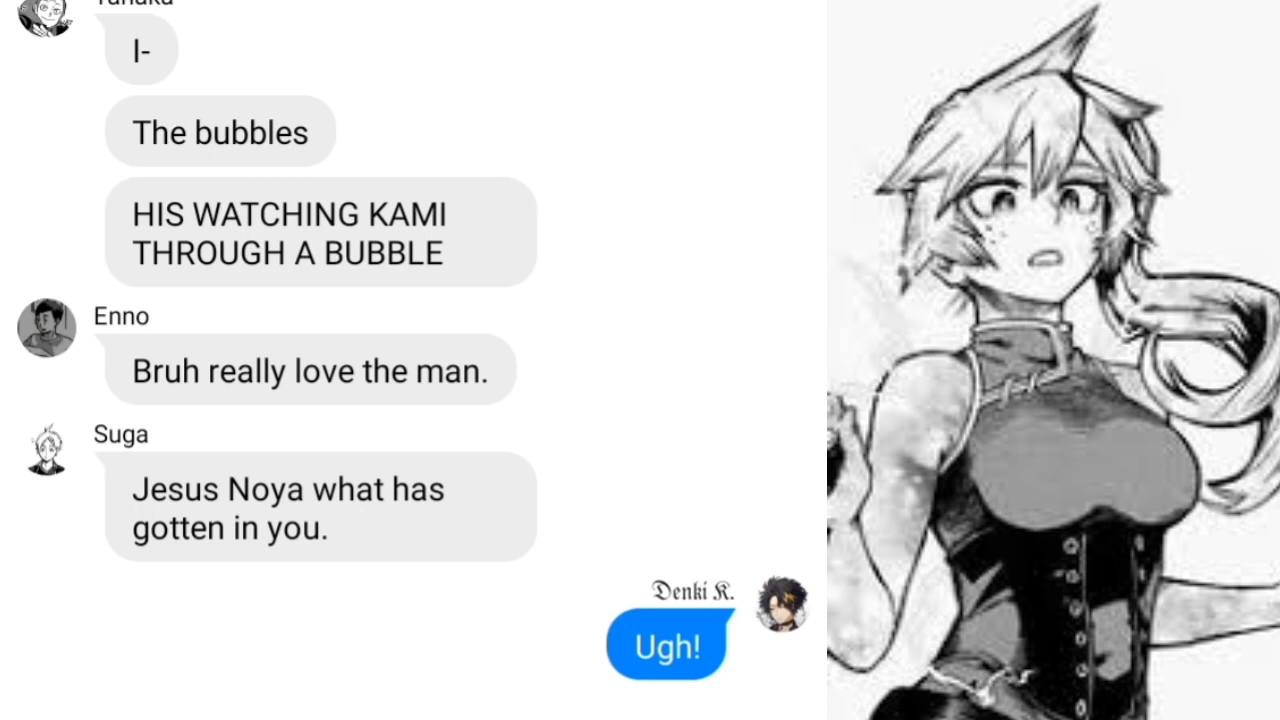 Tanaka
I-
The bubbles
HIS WATCHING KAMI
THROUGH A BUBBLE
Enno
Bruh really love the man.
Suga
Jesus Noya what has
gotten in you.
𝔇𝔢𝔫𝔨𝔦 𝔎.
Ugh!